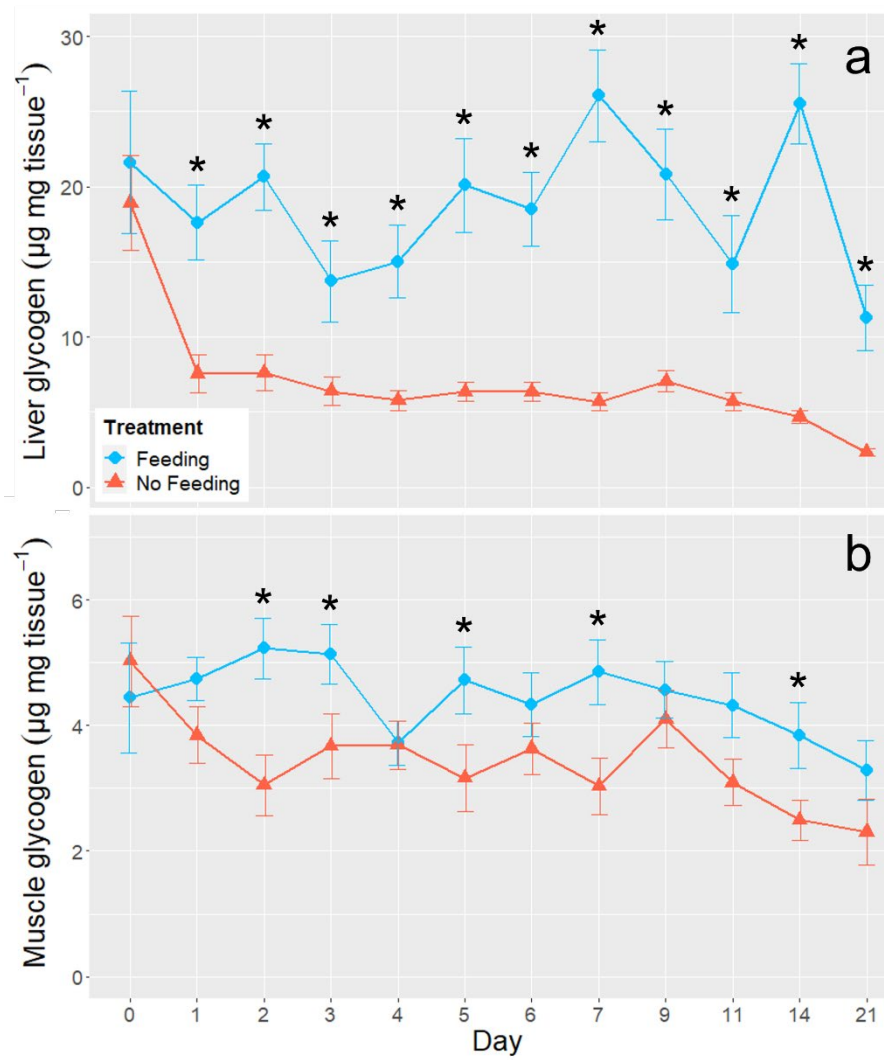 a
Liver glycogen (µg mg tissue⁻¹)
30
20
10
0
* * * * * * * * * * *
Treatment
Feeding
No Feeding
b
Muscle glycogen (µg mg tissue⁻¹)
6
4
2
0
* * * * *
0 1 2 3 4 5 6 7 9 11 14 21
Day